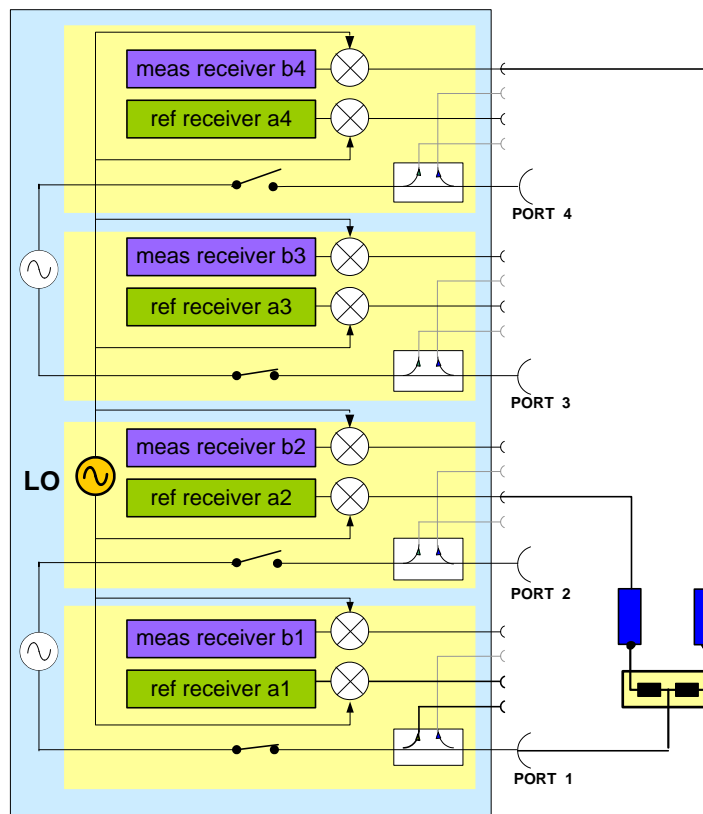 meas receiver b4
ref receiver a4
PORT 4
meas receiver b3
ref receiver a3
PORT 3
meas receiver b2
LO
ref receiver a2
PORT 2
meas receiver b1
ref receiver a1
PORT 1